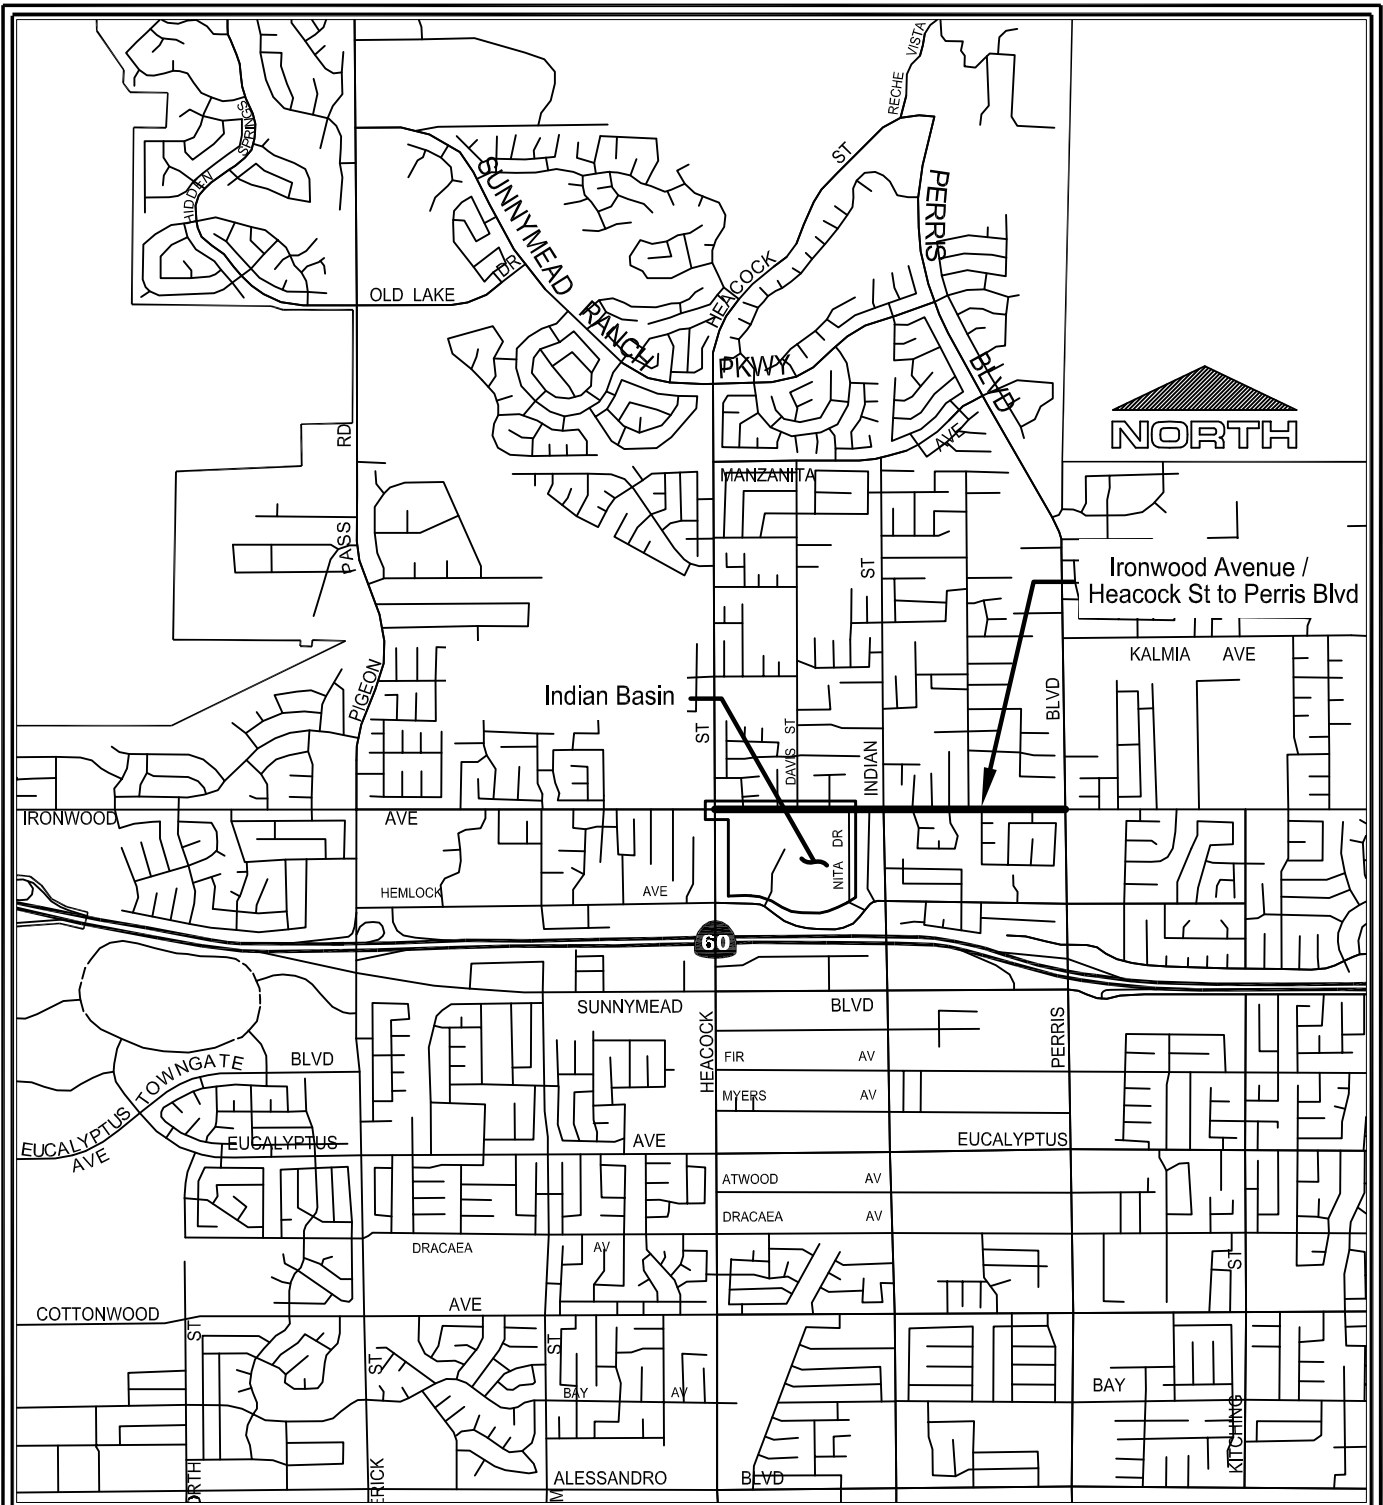 VISTA
RECHE
SPRINGS
HIDDEN
ST
SUNNYMEAD
RANCH
PKWY
PERRIS
BLVD
HEACOCK
OLD LAKE
DR
NORTH
RD
AVE
MANZANITA
PASS
ST
Ironwood Avenue /
Heacock St to Perris Blvd
KALMIA AVE
PIGEON
Indian Basin
BLVD
ST
DAVIS ST
INDIAN
IRONWOOD
AVE
NITA DR
HEMLOCK
AVE
60
SUNNYMEAD
BLVD
HEACOCK
PERRIS
TOWNGATE
BLVD
FIR
AV
MYERS
AV
EUCALYPTUS
AVE
EUCALYPTUS
AVE
EUCALYPTUS
ATWOOD
AV
DRACAEA
AV
DRACAEA
AV
ST
COTTONWOOD
AVE
ST
ST
ST
BAY
AV
BAY
KITCHING
ALESSANDRO
BLVD
ORTH
ERICK
M